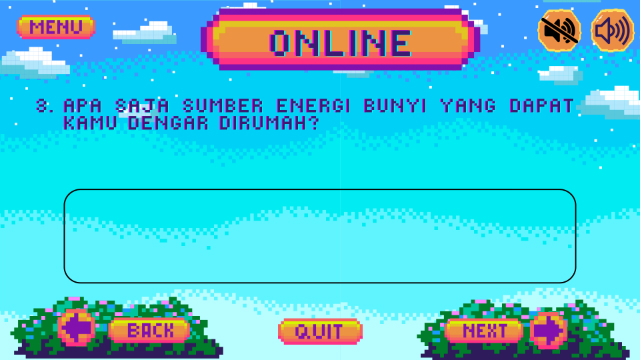 MENU
ONLINE
3. APA SAJA SUMBER ENERGI BUNYI YANG DAPAT
KAMU DENGAR DIRUMAH?
BACK
QUIT
NEXT